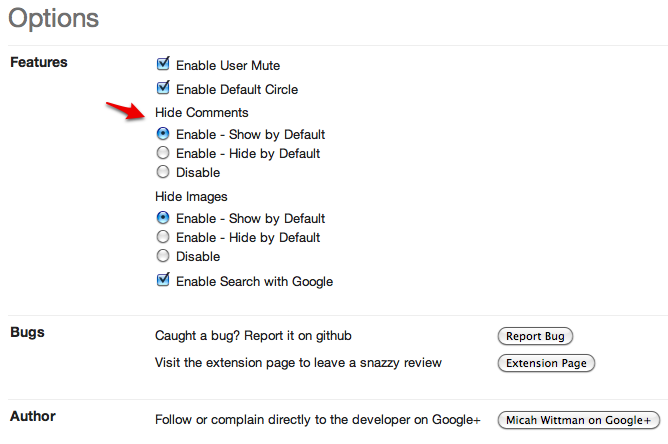 Options
Features
Enable User Mute
Enable Default Circle
Hide Comments
Enable - Show by Default
Enable - Hide by Default
Disable
Hide Images
Enable - Show by Default
Enable - Hide by Default
Disable
Enable Search with Google
Bugs
Caught a bug? Report it on github
Report Bug
Visit the extension page to leave a snazzy review
Extension Page
Author
Follow or complain directly to the developer on Google+
Micah Wittman on Google+